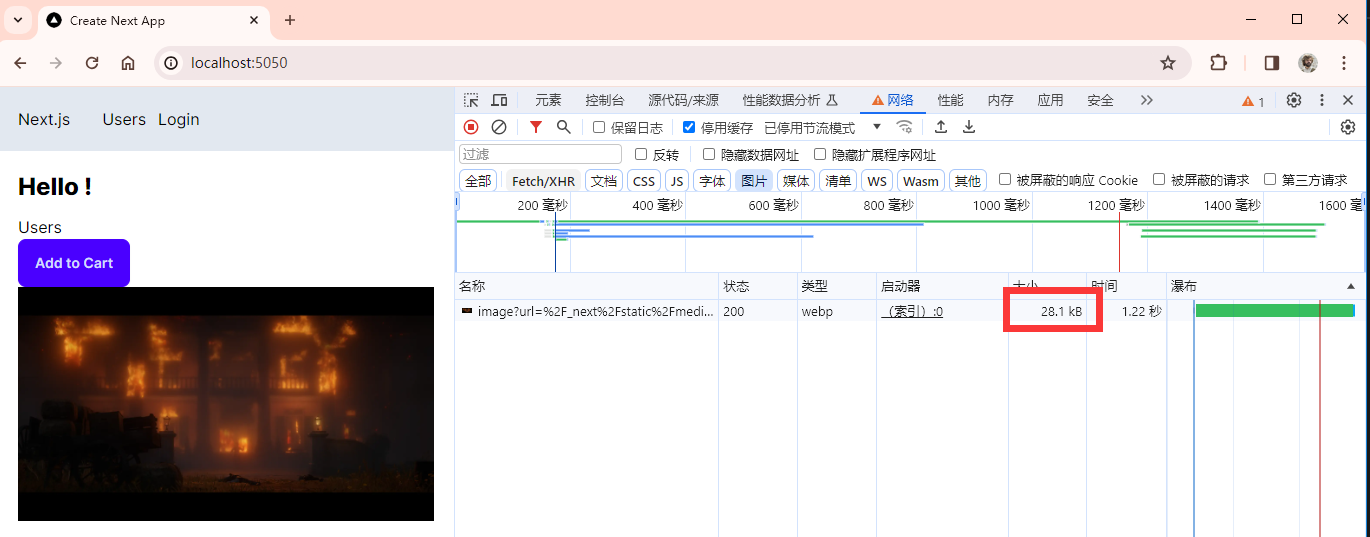 Create Next App
localhost:5050
Next.js Users Login
Hello !
Users
Add to Cart
元素 控制台 源代码/来源 性能数据分析 网络 性能 内存 应用 安全 1
保留日志 停用缓存 已停用节流模式
过滤 反转 隐藏数据网址 隐藏扩展程序网址
全部 Fetch/XHR 文档 CSS JS 字体 图片 媒体 清单 WS Wasm 其他 被屏蔽的响应 Cookie 被屏蔽的请求 第三方请求
200 毫秒 400 毫秒 600 毫秒 800 毫秒 1000 毫秒 1200 毫秒 1400 毫秒 1600 毫
名称 状态 类型 启动器 大小 时间 瀑布
image?url=%2F_next%2Fstatic%2Fmedi... 200 webp （索引）:0 28.1 kB 1.22 秒